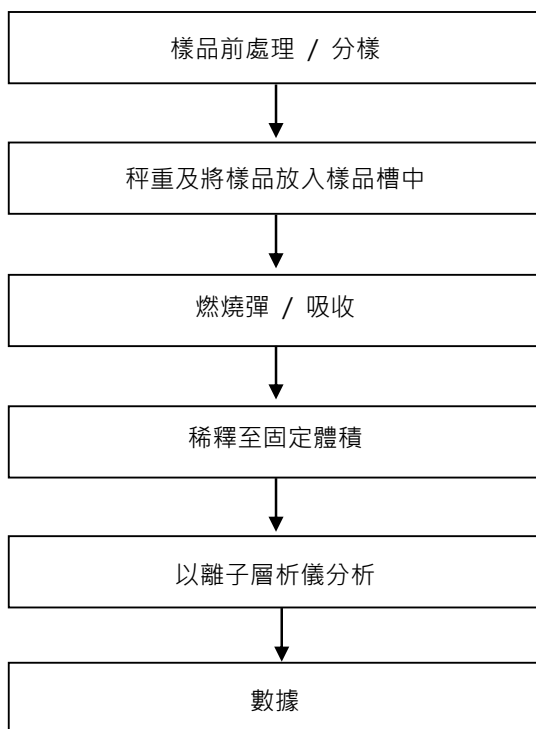 樣品前處理 / 分樣
秤重及將樣品放入樣品槽中
燃燒彈 / 吸收
稀釋至固定體積
以離子層析儀分析
數據